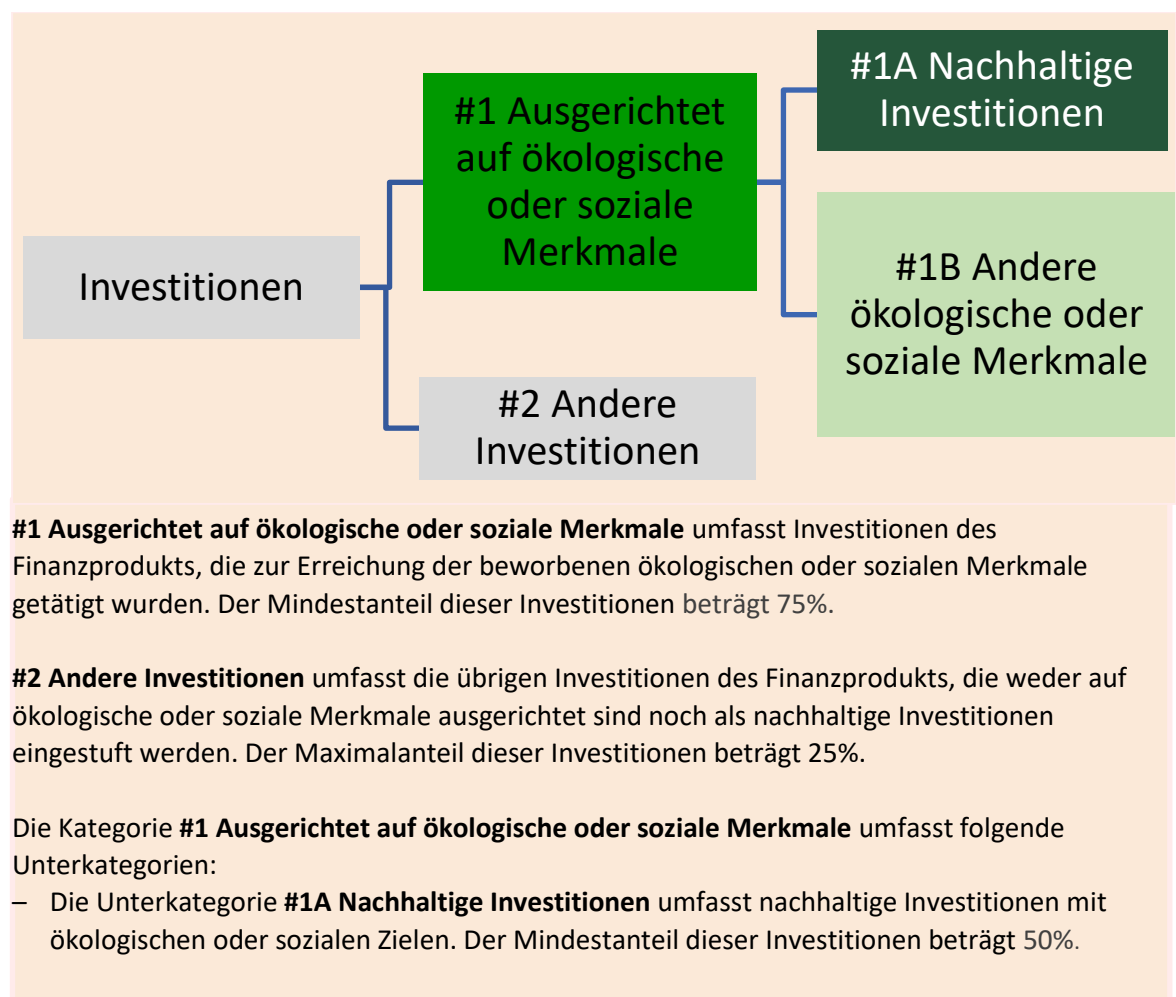 #1A Nachhaltige
Investitionen
#1 Ausgerichtet
auf ökologische
oder soziale
Merkmale
#1B Andere
ökologische oder
soziale Merkmale
Investitionen
#2 Andere
Investitionen
#1 Ausgerichtet auf ökologische oder soziale Merkmale umfasst Investitionen des
Finanzprodukts, die zur Erreichung der beworbenen ökologischen oder sozialen Merkmale
getätigt wurden. Der Mindestanteil dieser Investitionen beträgt 75%.
#2 Andere Investitionen umfasst die übrigen Investitionen des Finanzprodukts, die weder auf
ökologische oder soziale Merkmale ausgerichtet sind noch als nachhaltige Investitionen
eingestuft werden. Der Maximalanteil dieser Investitionen beträgt 25%.
Die Kategorie #1 Ausgerichtet auf ökologische oder soziale Merkmale umfasst folgende
Unterkategorien:
– Die Unterkategorie #1A Nachhaltige Investitionen umfasst nachhaltige Investitionen mit
ökologischen oder sozialen Zielen. Der Mindestanteil dieser Investitionen beträgt 50%.